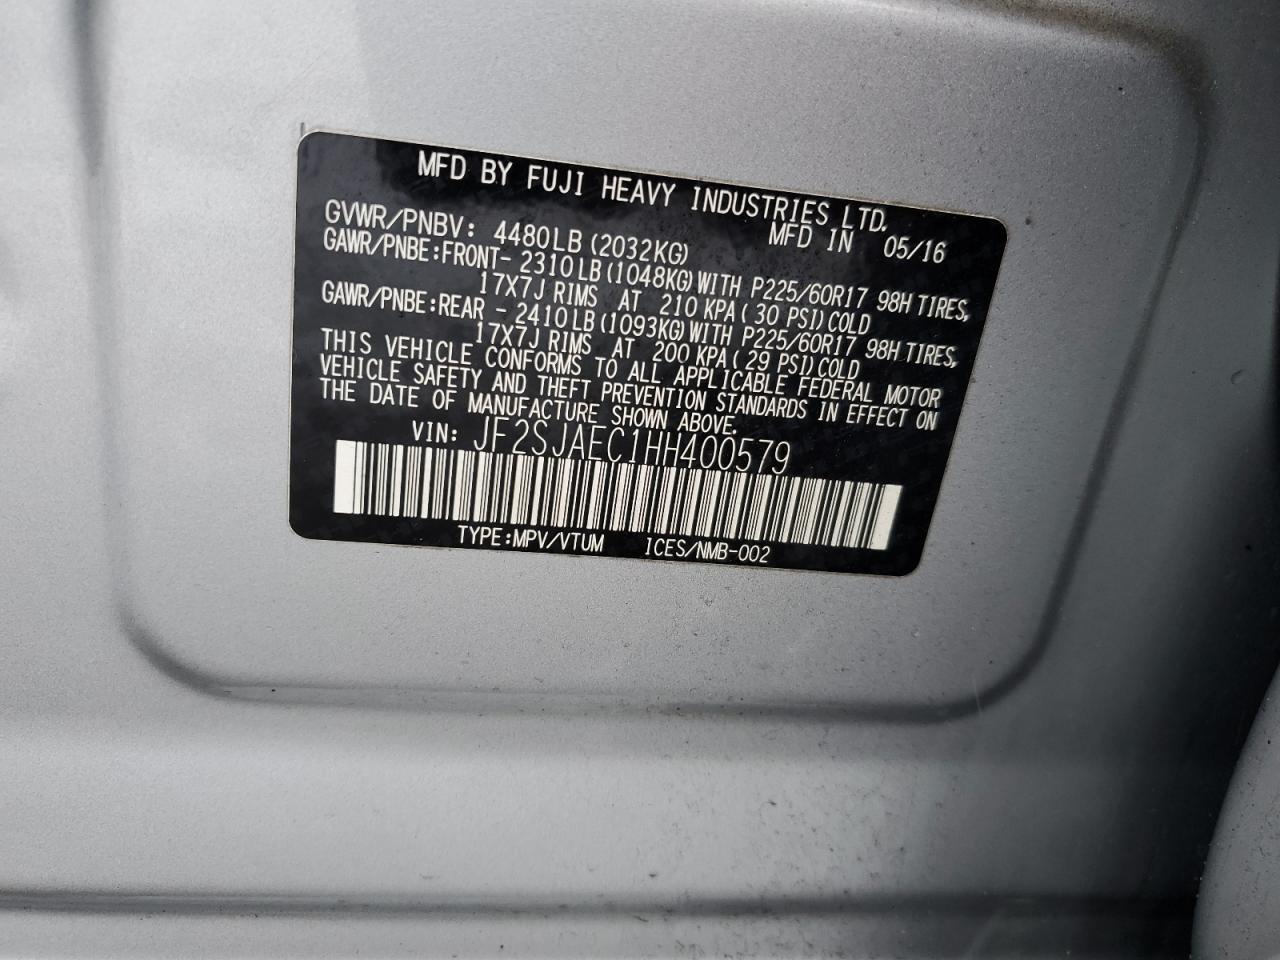 MFD BY FUJI HEAVY INDUSTRIES LTD.
MFD IN 05/16
GVWR/PNBV: 4480LB (2032KG)
GAWR/PNBE:FRONT- 2310LB(1048KG)WITH P225/60R17 98H TIRES,
17X7J RIMS AT 210 KPA( 30 PSI)COLD
GAWR/PNBE:REAR - 2410LB(1093KG)WITH P225/60R17 98H TIRES,
17X7J RIMS AT 200 KPA( 29 PSI)COLD
THIS VEHICLE CONFORMS TO ALL APPLICABLE FEDERAL MOTOR
VEHICLE SAFETY AND THEFT PREVENTION STANDARDS IN EFFECT ON
THE DATE OF MANUFACTURE SHOWN ABOVE.
VIN: JF2SJAEC1HH400579
TYPE:MPV/VTUM ICES/NMB-002